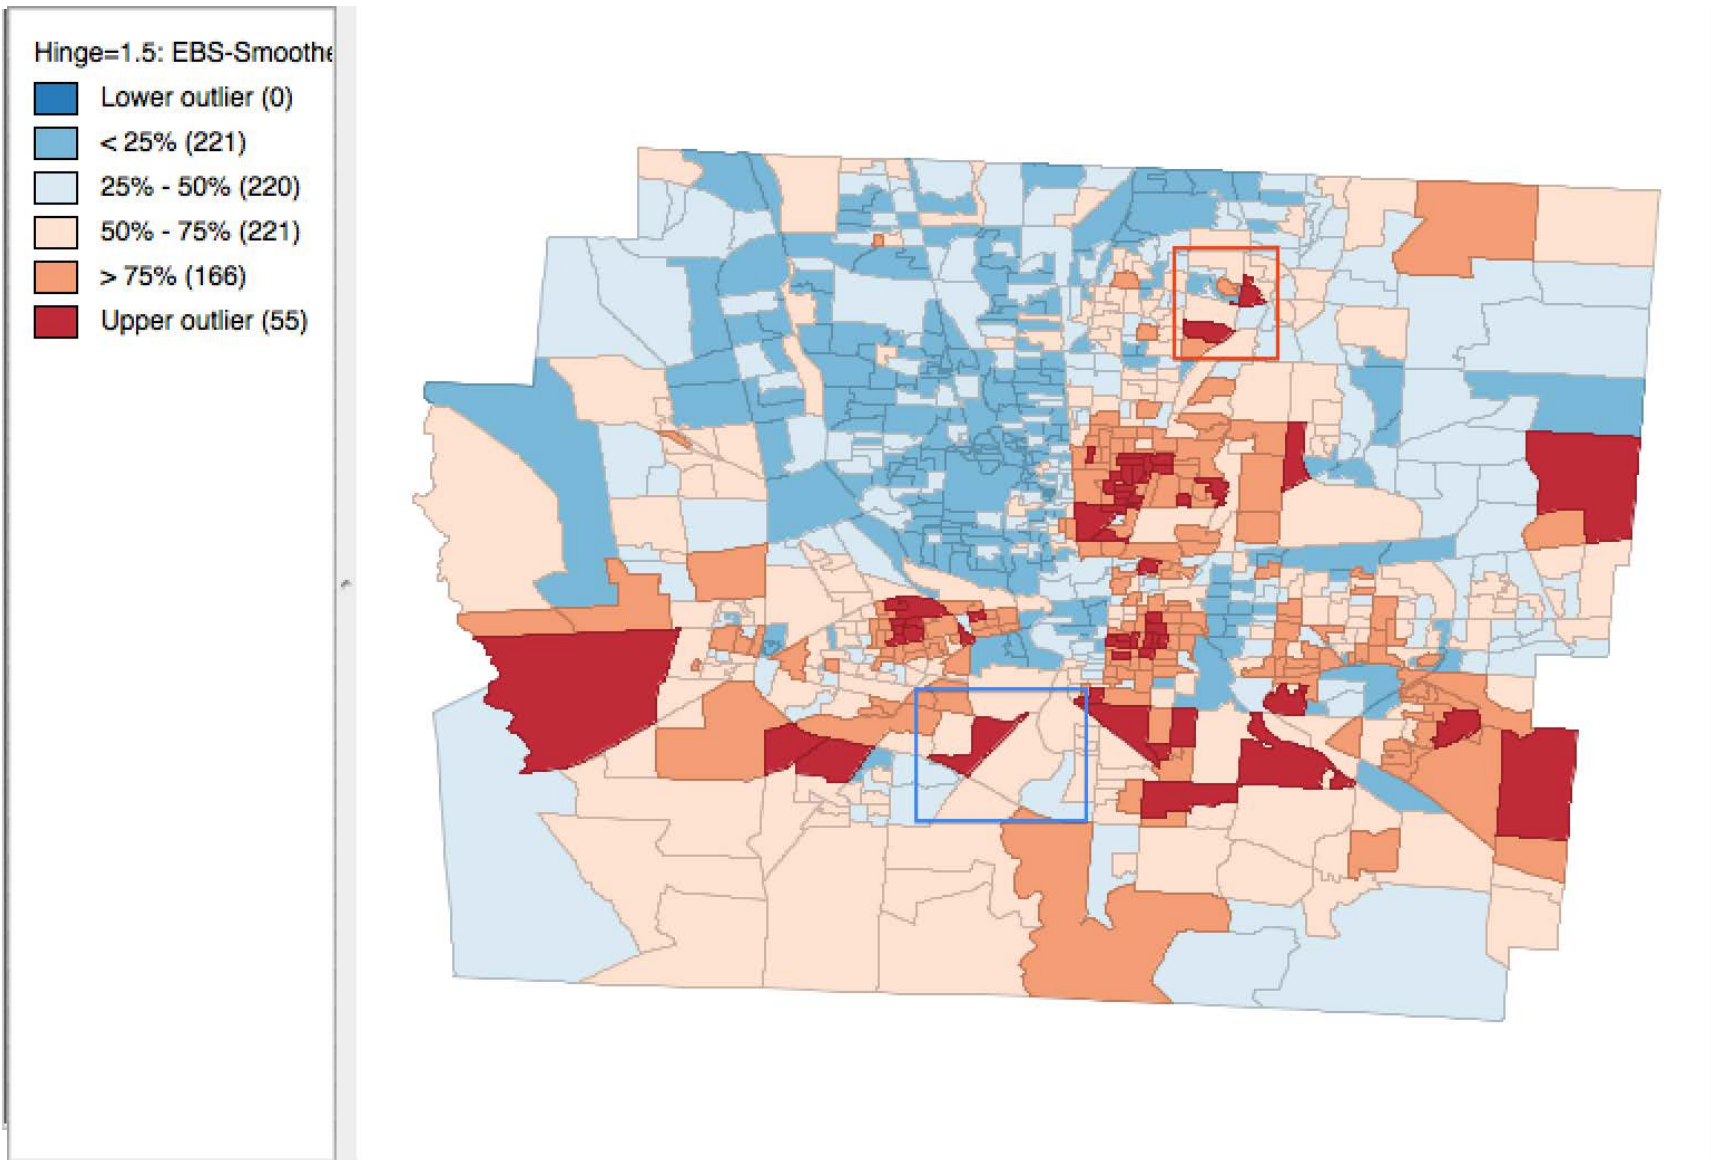 Hinge=1.5: EBS-Smoothe
Lower outlier (0)
< 25% (221)
25% - 50% (220)
50% - 75% (221)
> 75% (166)
Upper outlier (55)